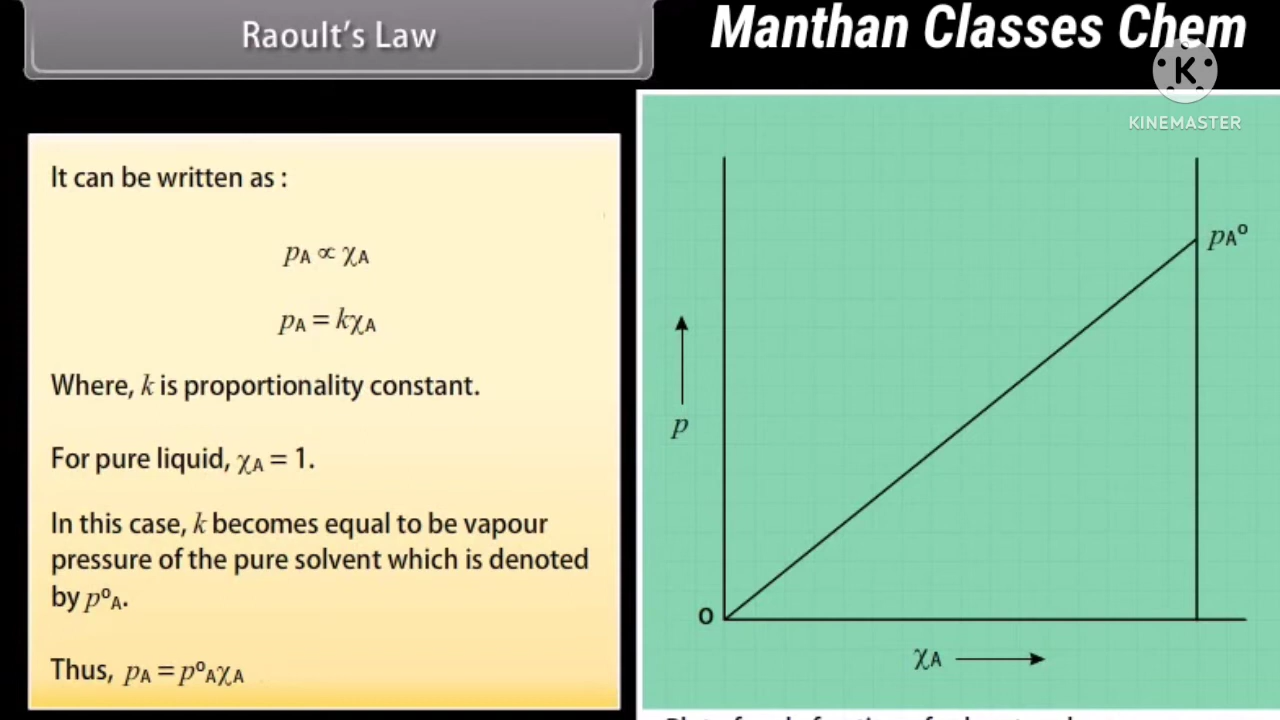 Raoult's Law
Manthan Classes Chem
K
KINEMASTER
It can be written as :
pA ∝ χA
pA = kχA
Where, k is proportionality constant.
For pure liquid, χA = 1.
In this case, k becomes equal to be vapour
pressure of the pure solvent which is denoted
by p°A.
Thus, pA = p°AχA
pA°
p
O
χA